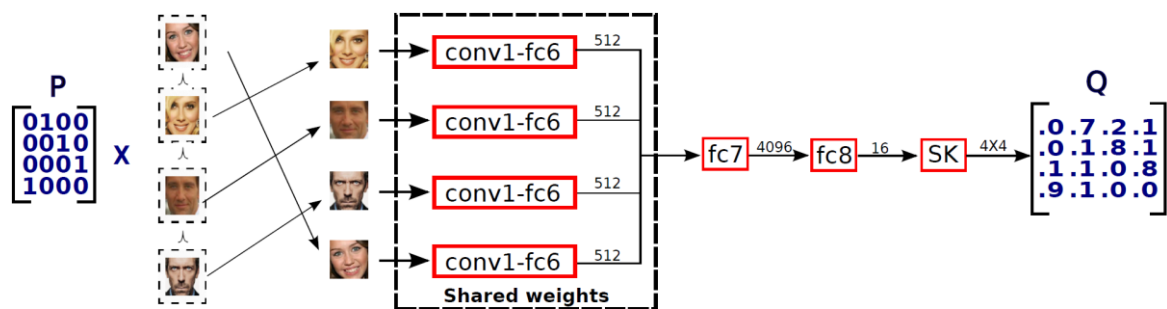 P
0100
0010
0001
1000
X
conv1-fc6
512
conv1-fc6
512
conv1-fc6
512
conv1-fc6
512
Shared weights
fc7
4096
fc8
16
SK
4X4
Q
.0.7.2.1
.0.1.8.1
.1.1.0.8
.9.1.0.0